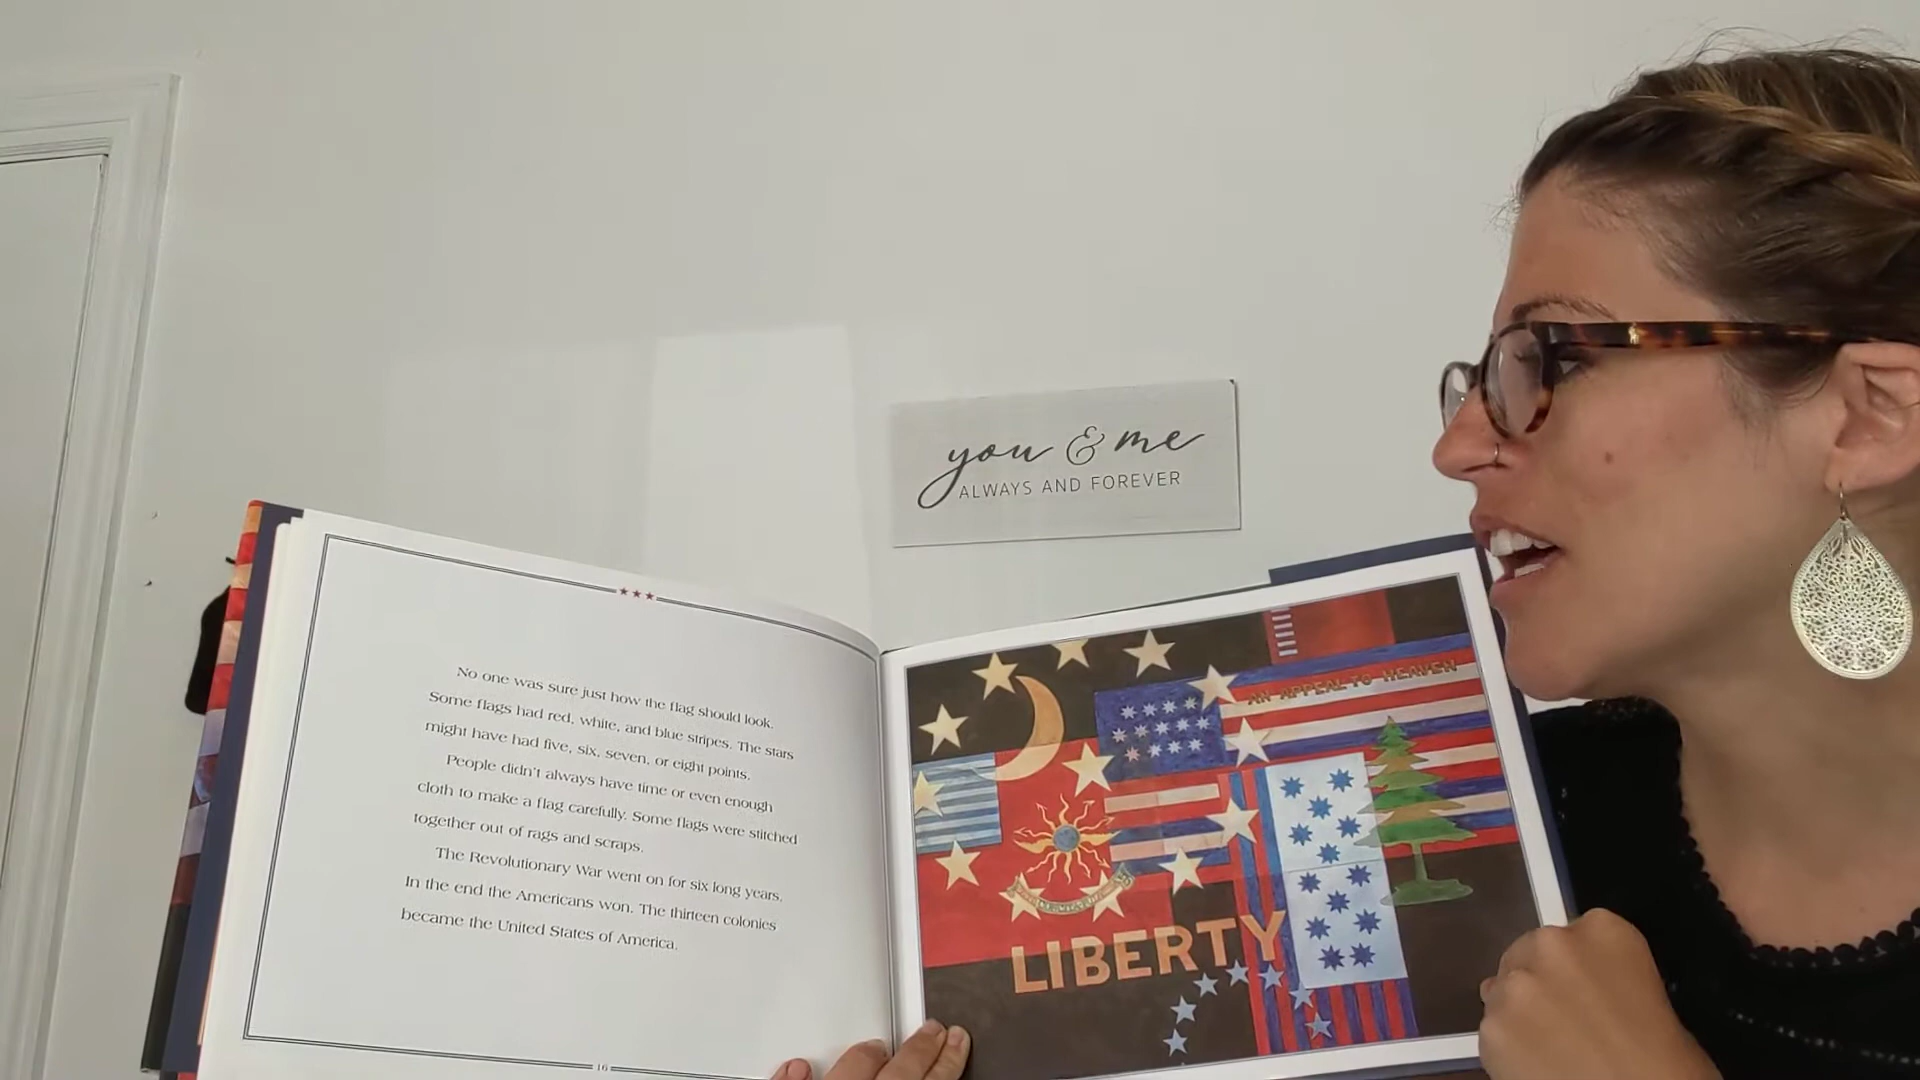 you & me
ALWAYS AND FOREVER
No one was sure just how the flag should look.
Some flags had red, white, and blue stripes. The stars
might have had five, six, seven, or eight points.
People didn't always have time or even enough
cloth to make a flag carefully. Some flags were stitched
together out of rags and scraps.
The Revolutionary War went on for six long years.
In the end the Americans won. The thirteen colonies
became the United States of America.
16
AN APPEAL TO HEAVEN
LIBERTY